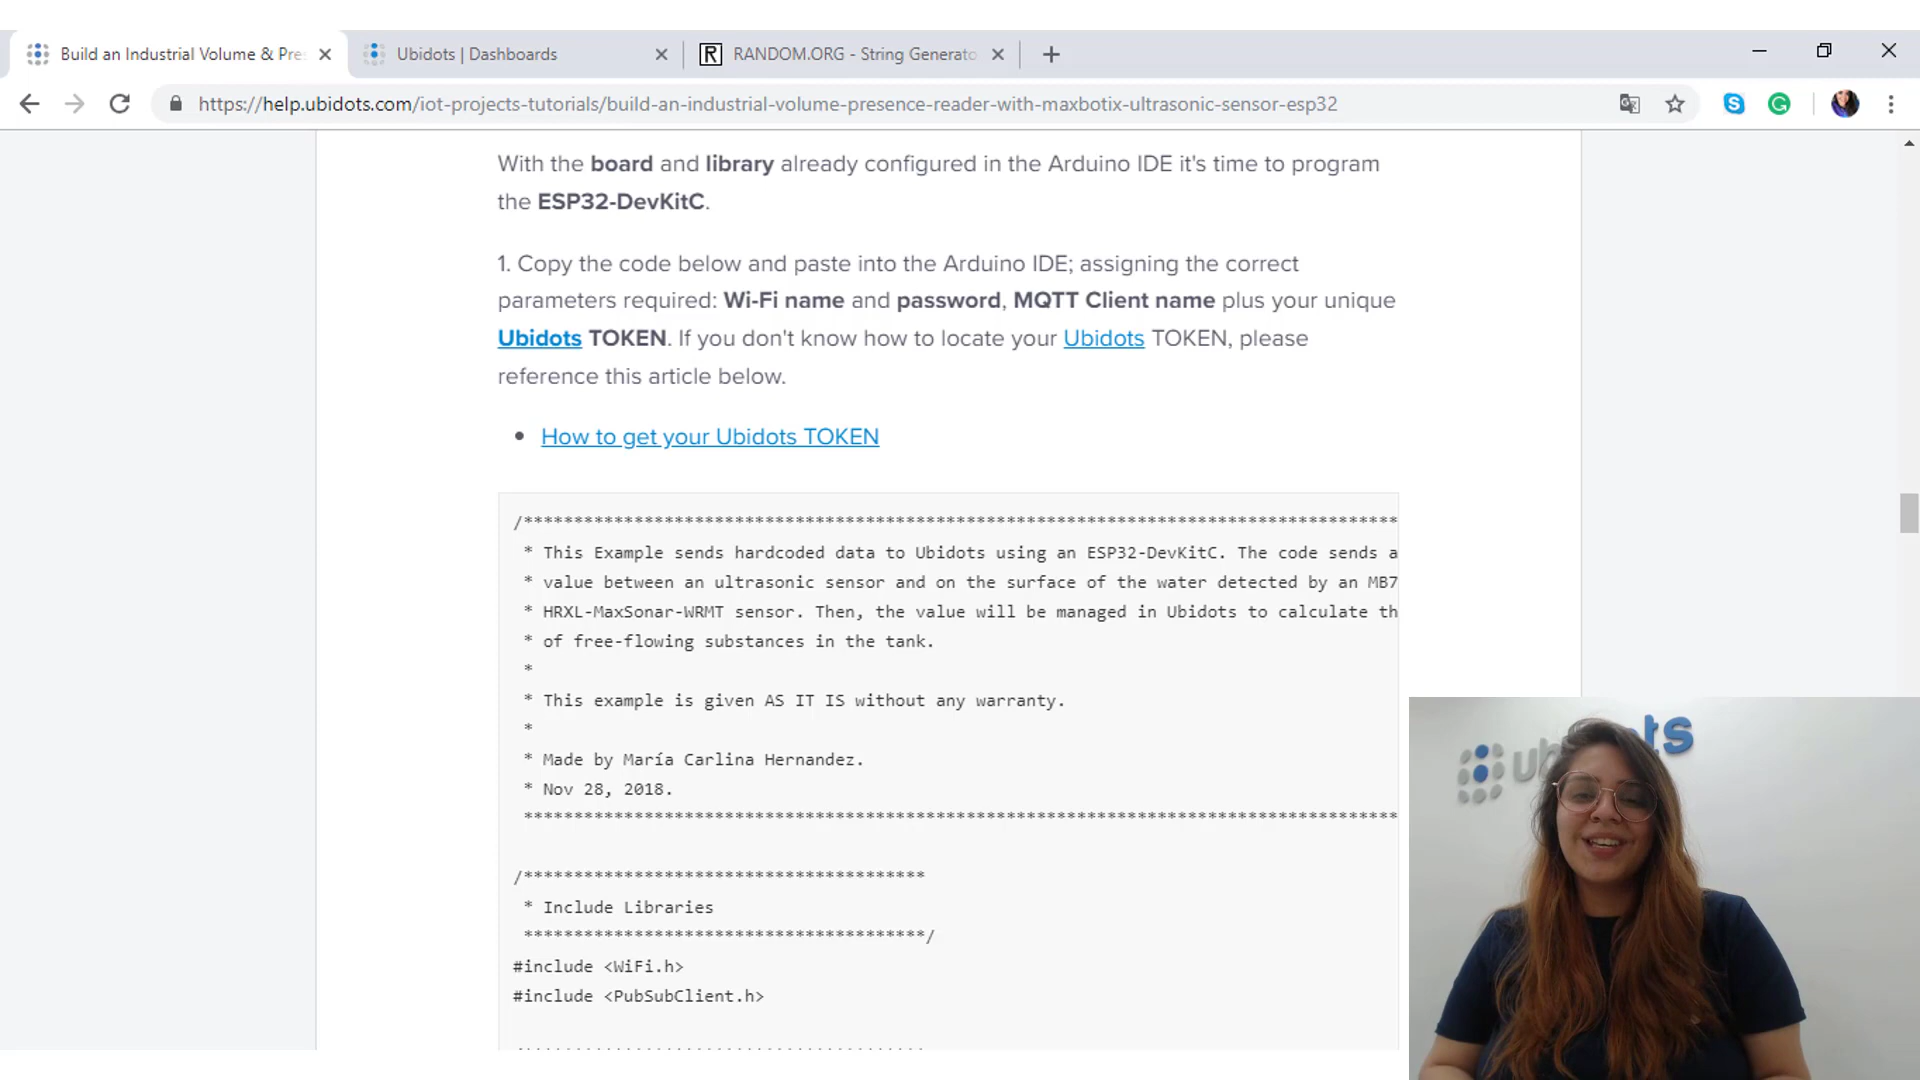 Build an Industrial Volume & Pre
Ubidots | Dashboards
R
RANDOM.ORG - String Generato
https://help.ubidots.com/iot-projects-tutorials/build-an-industrial-volume-presence-reader-with-maxbotix-ultrasonic-sensor-esp32
With the board and library already configured in the Arduino IDE it's time to program
the ESP32-DevKitC.
1. Copy the code below and paste into the Arduino IDE; assigning the correct
parameters required: Wi-Fi name and password, MQTT Client name plus your unique
Ubidots TOKEN. If you don't know how to locate your Ubidots TOKEN, please
reference this article below.
• How to get your Ubidots TOKEN
/***************************************************************************************
* This Example sends hardcoded data to Ubidots using an ESP32-DevKitC. The code sends a
* value between an ultrasonic sensor and on the surface of the water detected by an MB7
* HRXL-MaxSonar-WRMT sensor. Then, the value will be managed in Ubidots to calculate th
* of free-flowing substances in the tank.
*
* This example is given AS IT IS without any warranty.
*
* Made by María Carlina Hernandez.
* Nov 28, 2018.
***************************************************************************************
/****************************************
* Include Libraries
****************************************/
#include <WiFi.h>
#include <PubSubClient.h>